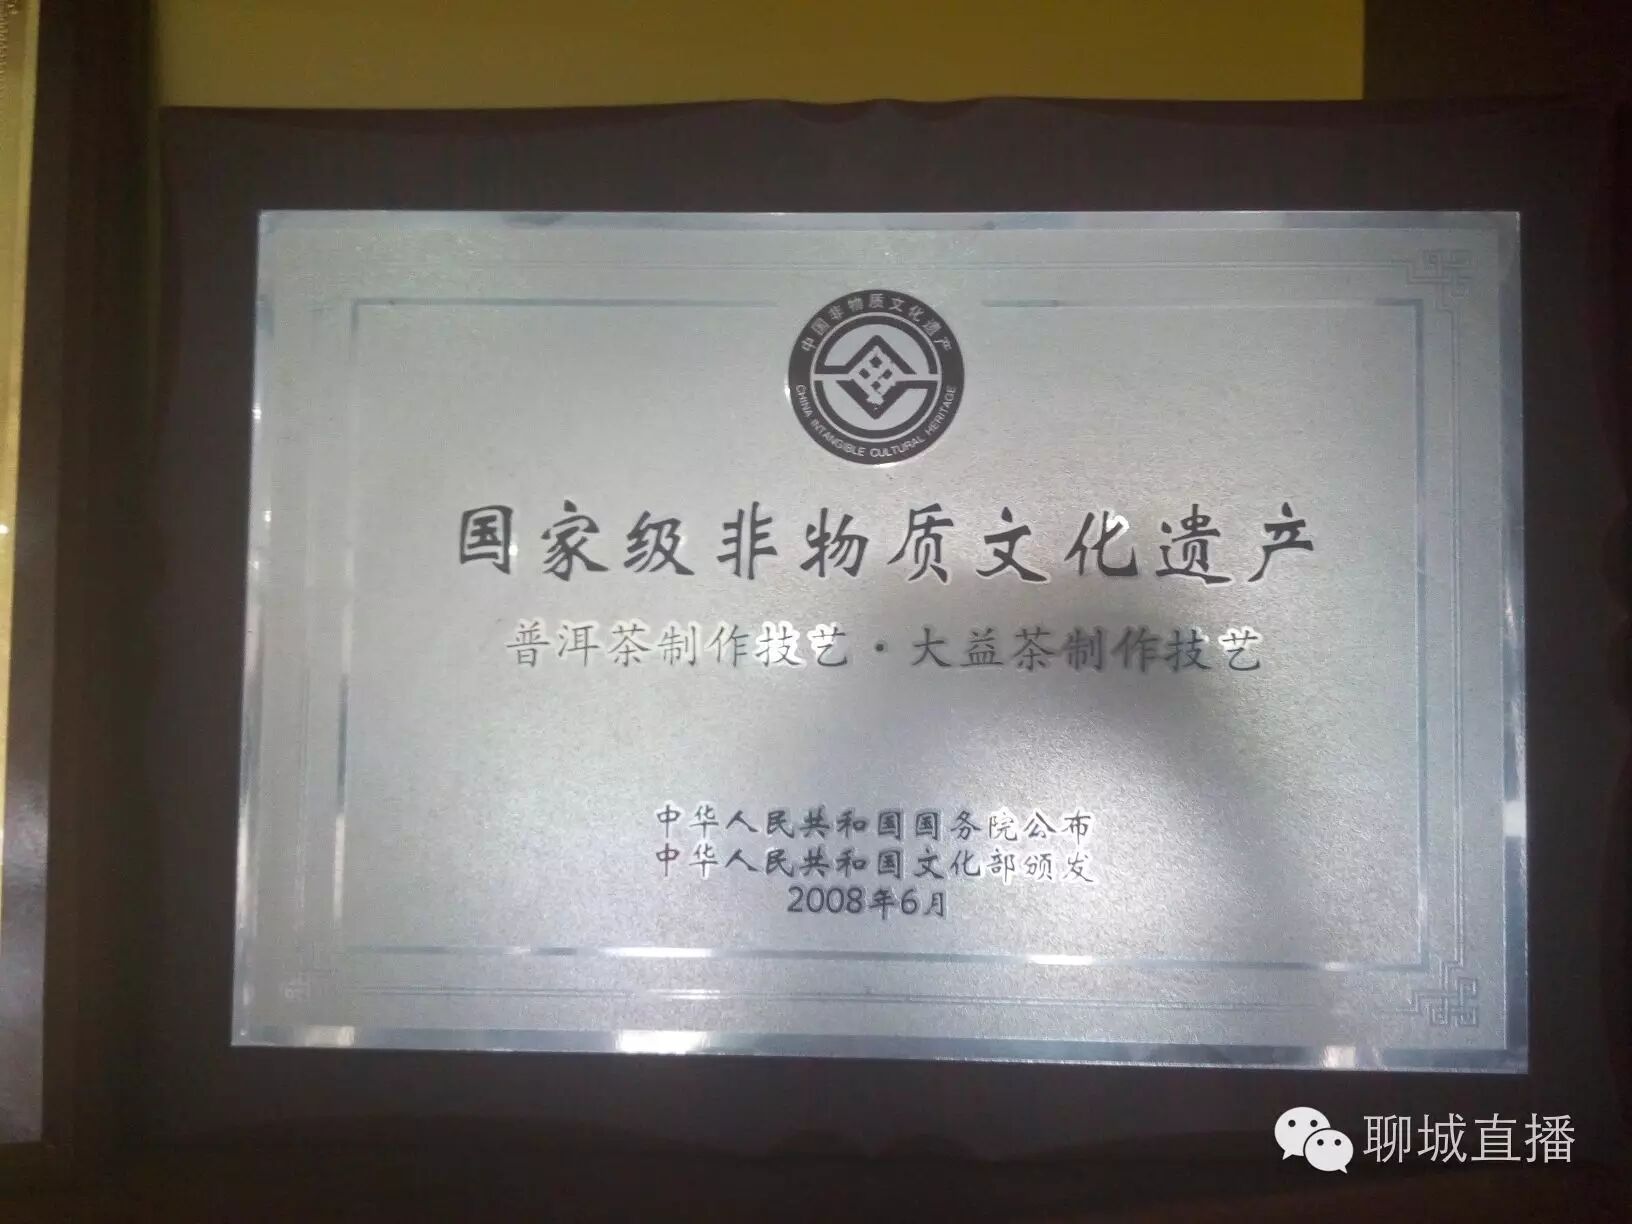 中国非物质文化遗产
CHINA INTANGIBLE CULTURAL HERITAGE
国家级非物质文化遗产
普洱茶制作技艺·大益茶制作技艺
中华人民共和国国务院公布
中华人民共和国文化部颁发
2008年6月
聊城直播